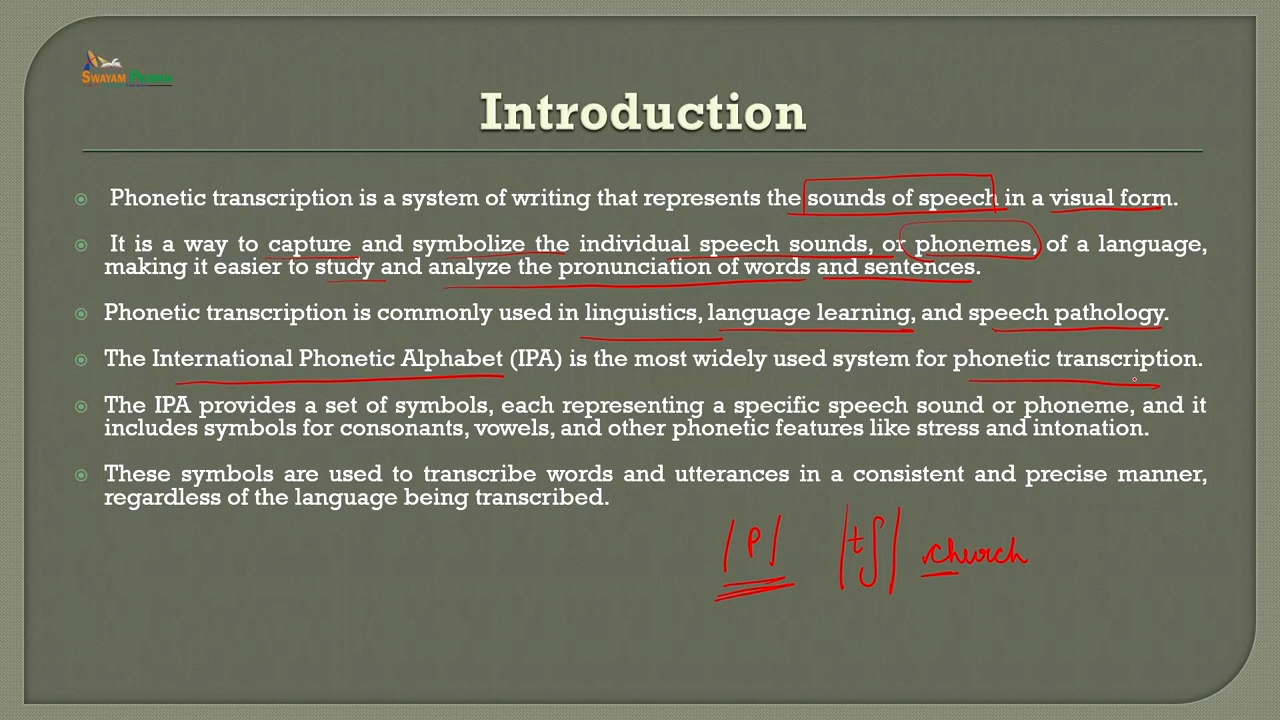 SWAYAM PRABHA
Introduction
Phonetic transcription is a system of writing that represents the sounds of speech in a visual form.
It is a way to capture and symbolize the individual speech sounds, or phonemes, of a language,
making it easier to study and analyze the pronunciation of words and sentences.
Phonetic transcription is commonly used in linguistics, language learning, and speech pathology.
The International Phonetic Alphabet (IPA) is the most widely used system for phonetic transcription.
The IPA provides a set of symbols, each representing a specific speech sound or phoneme, and it
includes symbols for consonants, vowels, and other phonetic features like stress and intonation.
These symbols are used to transcribe words and utterances in a consistent and precise manner,
regardless of the language being transcribed.
/p/ /tʃ/ church